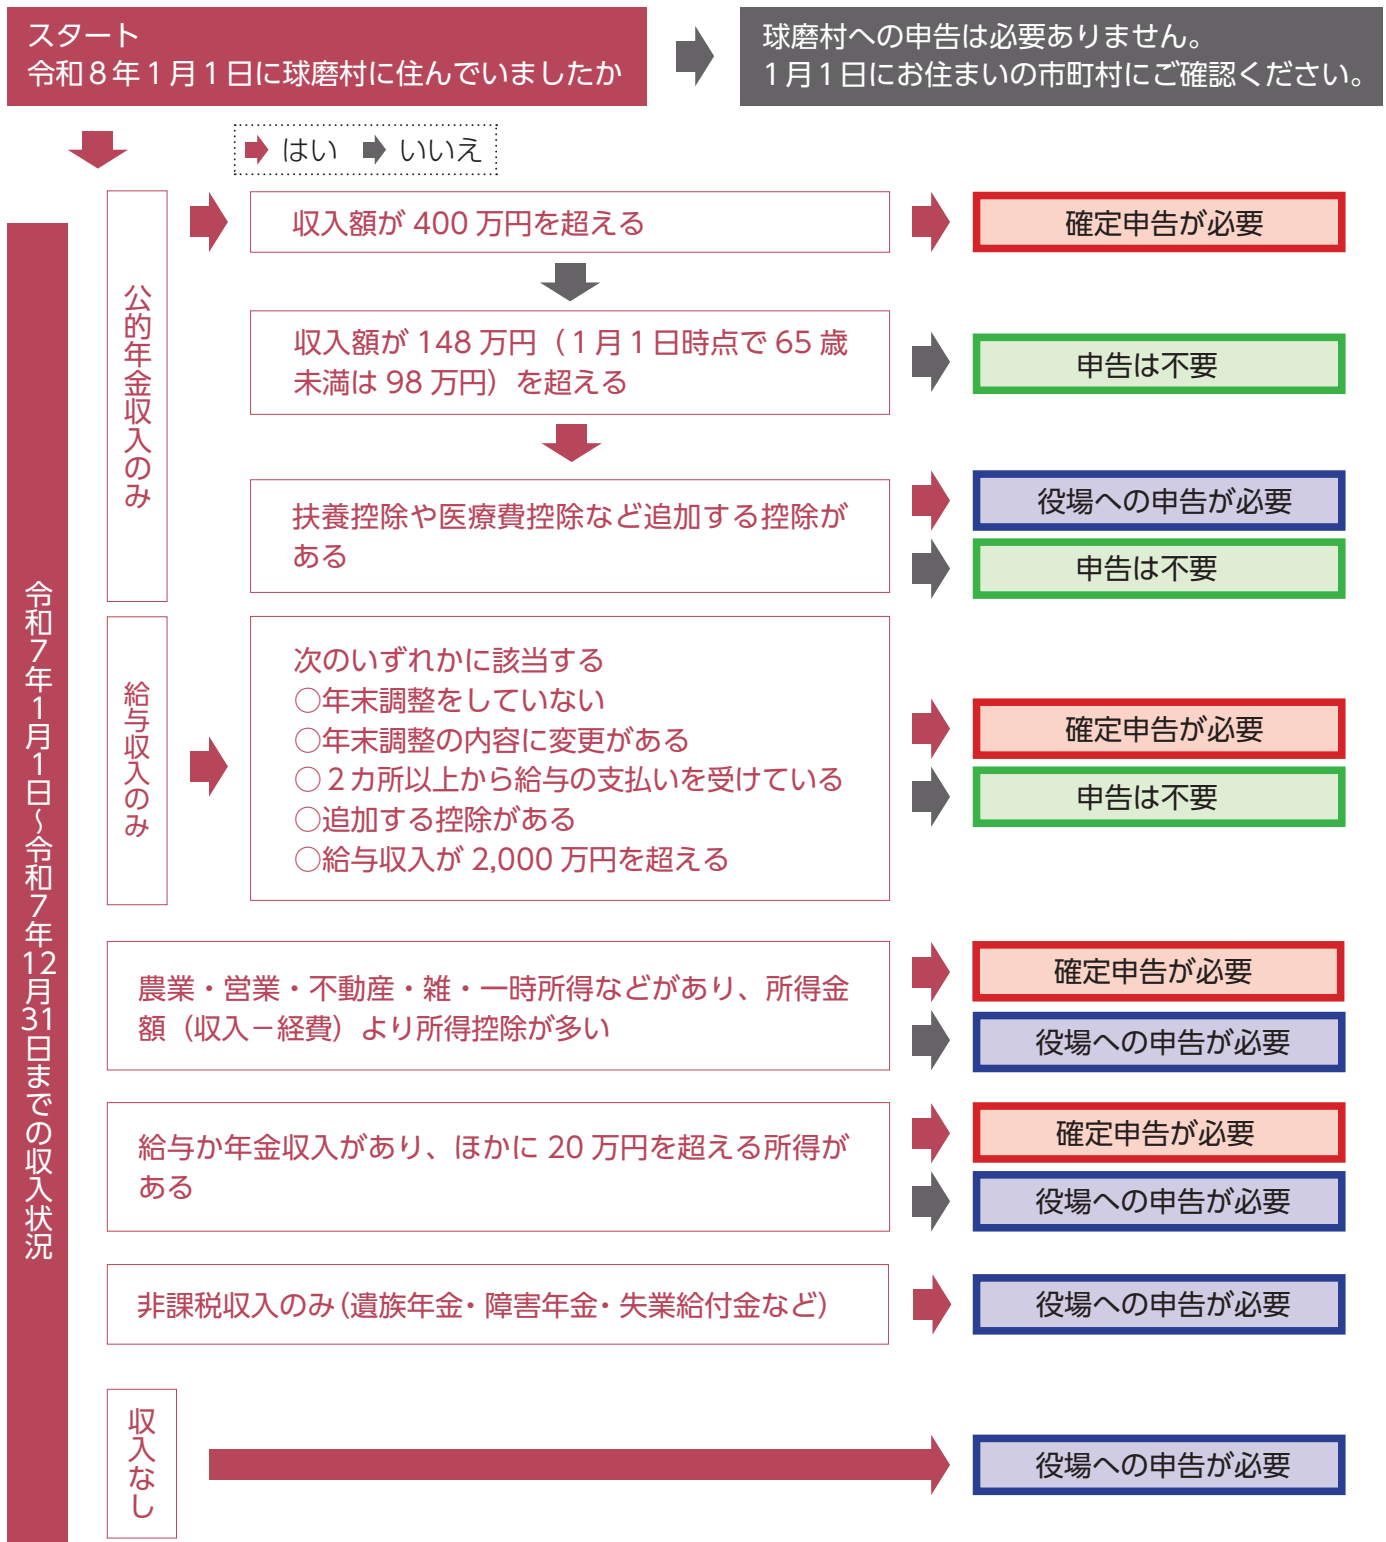 スタート
令和８年１月１日に球磨村に住んでいましたか
球磨村への申告は必要ありません。
１月１日にお住まいの市町村にご確認ください。
はい
いいえ
令和７年１月１日～令和７年12月31日までの収入状況
公的年金収入のみ
収入額が 400 万円を超える
確定申告が必要
収入額が 148 万円（１月１日時点で 65 歳
未満は 98 万円）を超える
申告は不要
扶養控除や医療費控除など追加する控除が
ある
役場への申告が必要
申告は不要
給与収入のみ
次のいずれかに該当する
○年末調整をしていない
○年末調整の内容に変更がある
○２カ所以上から給与の支払いを受けている
○追加する控除がある
○給与収入が 2,000 万円を超える
確定申告が必要
申告は不要
農業・営業・不動産・雑・一時所得などがあり、所得金
額（収入－経費）より所得控除が多い
確定申告が必要
役場への申告が必要
給与か年金収入があり、ほかに 20 万円を超える所得が
ある
確定申告が必要
役場への申告が必要
非課税収入のみ（遺族年金・障害年金・失業給付金など）
役場への申告が必要
収入なし
役場への申告が必要